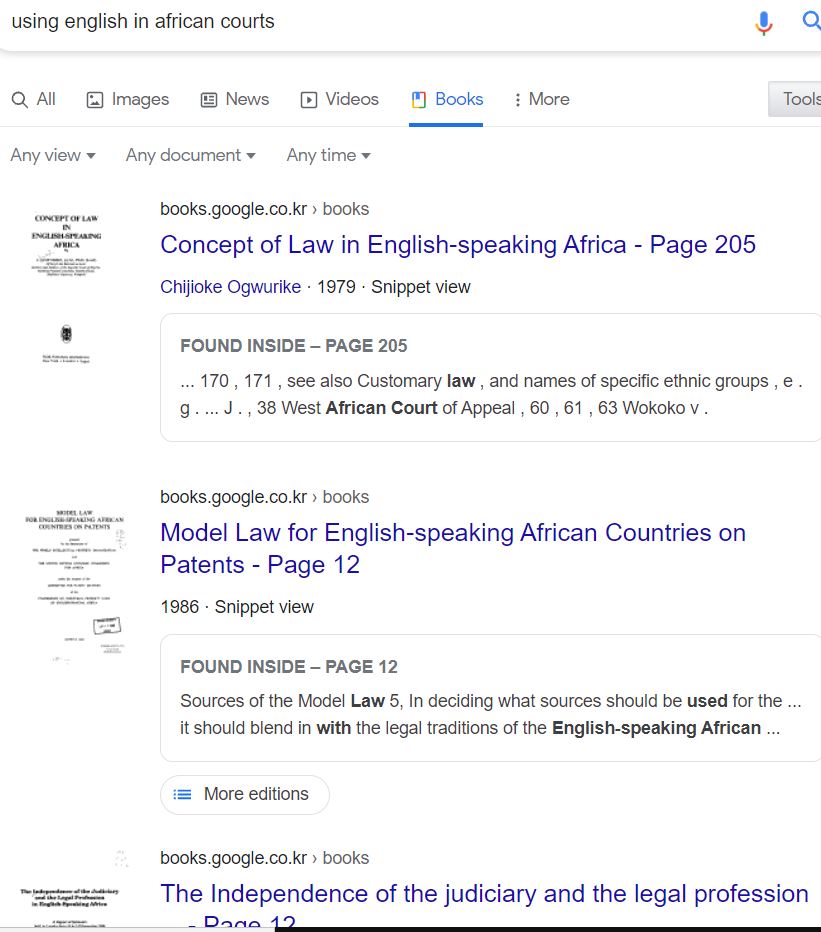 using english in african courts
All Images News Videos Books More Tools
Any view Any document Any time
books.google.co.kr › books
CONCEPT OF LAW
IN
ENGLISH-SPEAKING
AFRICA
Concept of Law in English-speaking Africa - Page 205
Chijioke Ogwurike · 1979 · Snippet view
FOUND INSIDE – PAGE 205
... 170 , 171 , see also Customary law , and names of specific ethnic groups , e .
g . ... J . , 38 West African Court of Appeal , 60 , 61 , 63 Wokoko v .
books.google.co.kr › books
MODEL LAW
FOR ENGLISH-SPEAKING AFRICAN
COUNTRIES ON PATENTS
Model Law for English-speaking African Countries on
Patents - Page 12
1986 · Snippet view
FOUND INSIDE – PAGE 12
Sources of the Model Law 5, In deciding what sources should be used for the ...
it should blend in with the legal traditions of the English-speaking African ...
More editions
books.google.co.kr › books
The Independence of the Judiciary
and the Legal Profession
in English-Speaking Africa
The Independence of the judiciary and the legal profession
- Page 12